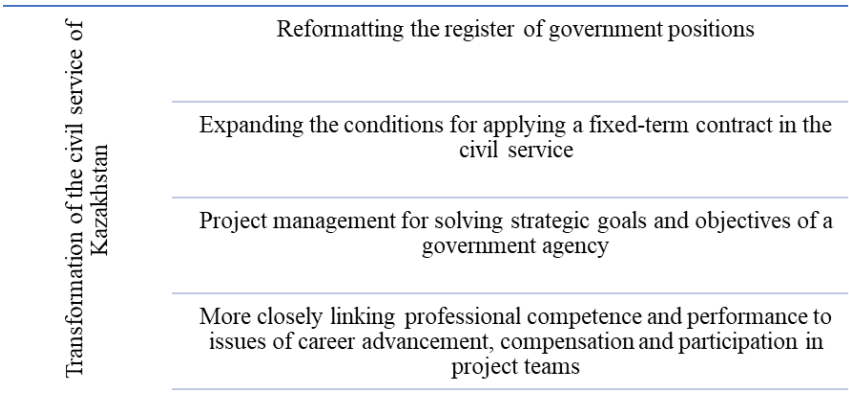 Transformation of the civil service of
Kazakhstan
Reformatting the register of government positions
Expanding the conditions for applying a fixed-term contract in the
civil service
Project management for solving strategic goals and objectives of a
government agency
More closely linking professional competence and performance to
issues of career advancement, compensation and participation in
project teams